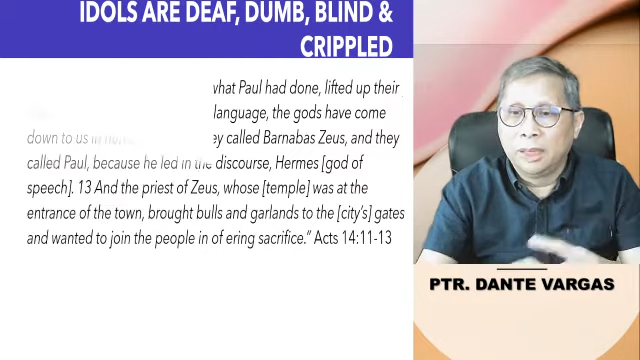 IDOLS ARE DEAF, DUMB, BLIND &
CRIPPLED
what Paul had done, lifted up their
language, the gods have come
down to us in
ey called Barnabas Zeus, and they
called Paul, because he led in the discourse, Hermes [god of
speech]. 13 And the priest of Zeus, whose [temple] was at the
entrance of the town, brought bulls and garlands to the [city's] gates
and wanted to join the people in of ering sacrifice." Acts 14:11-13
PTR. DANTE VARGAS